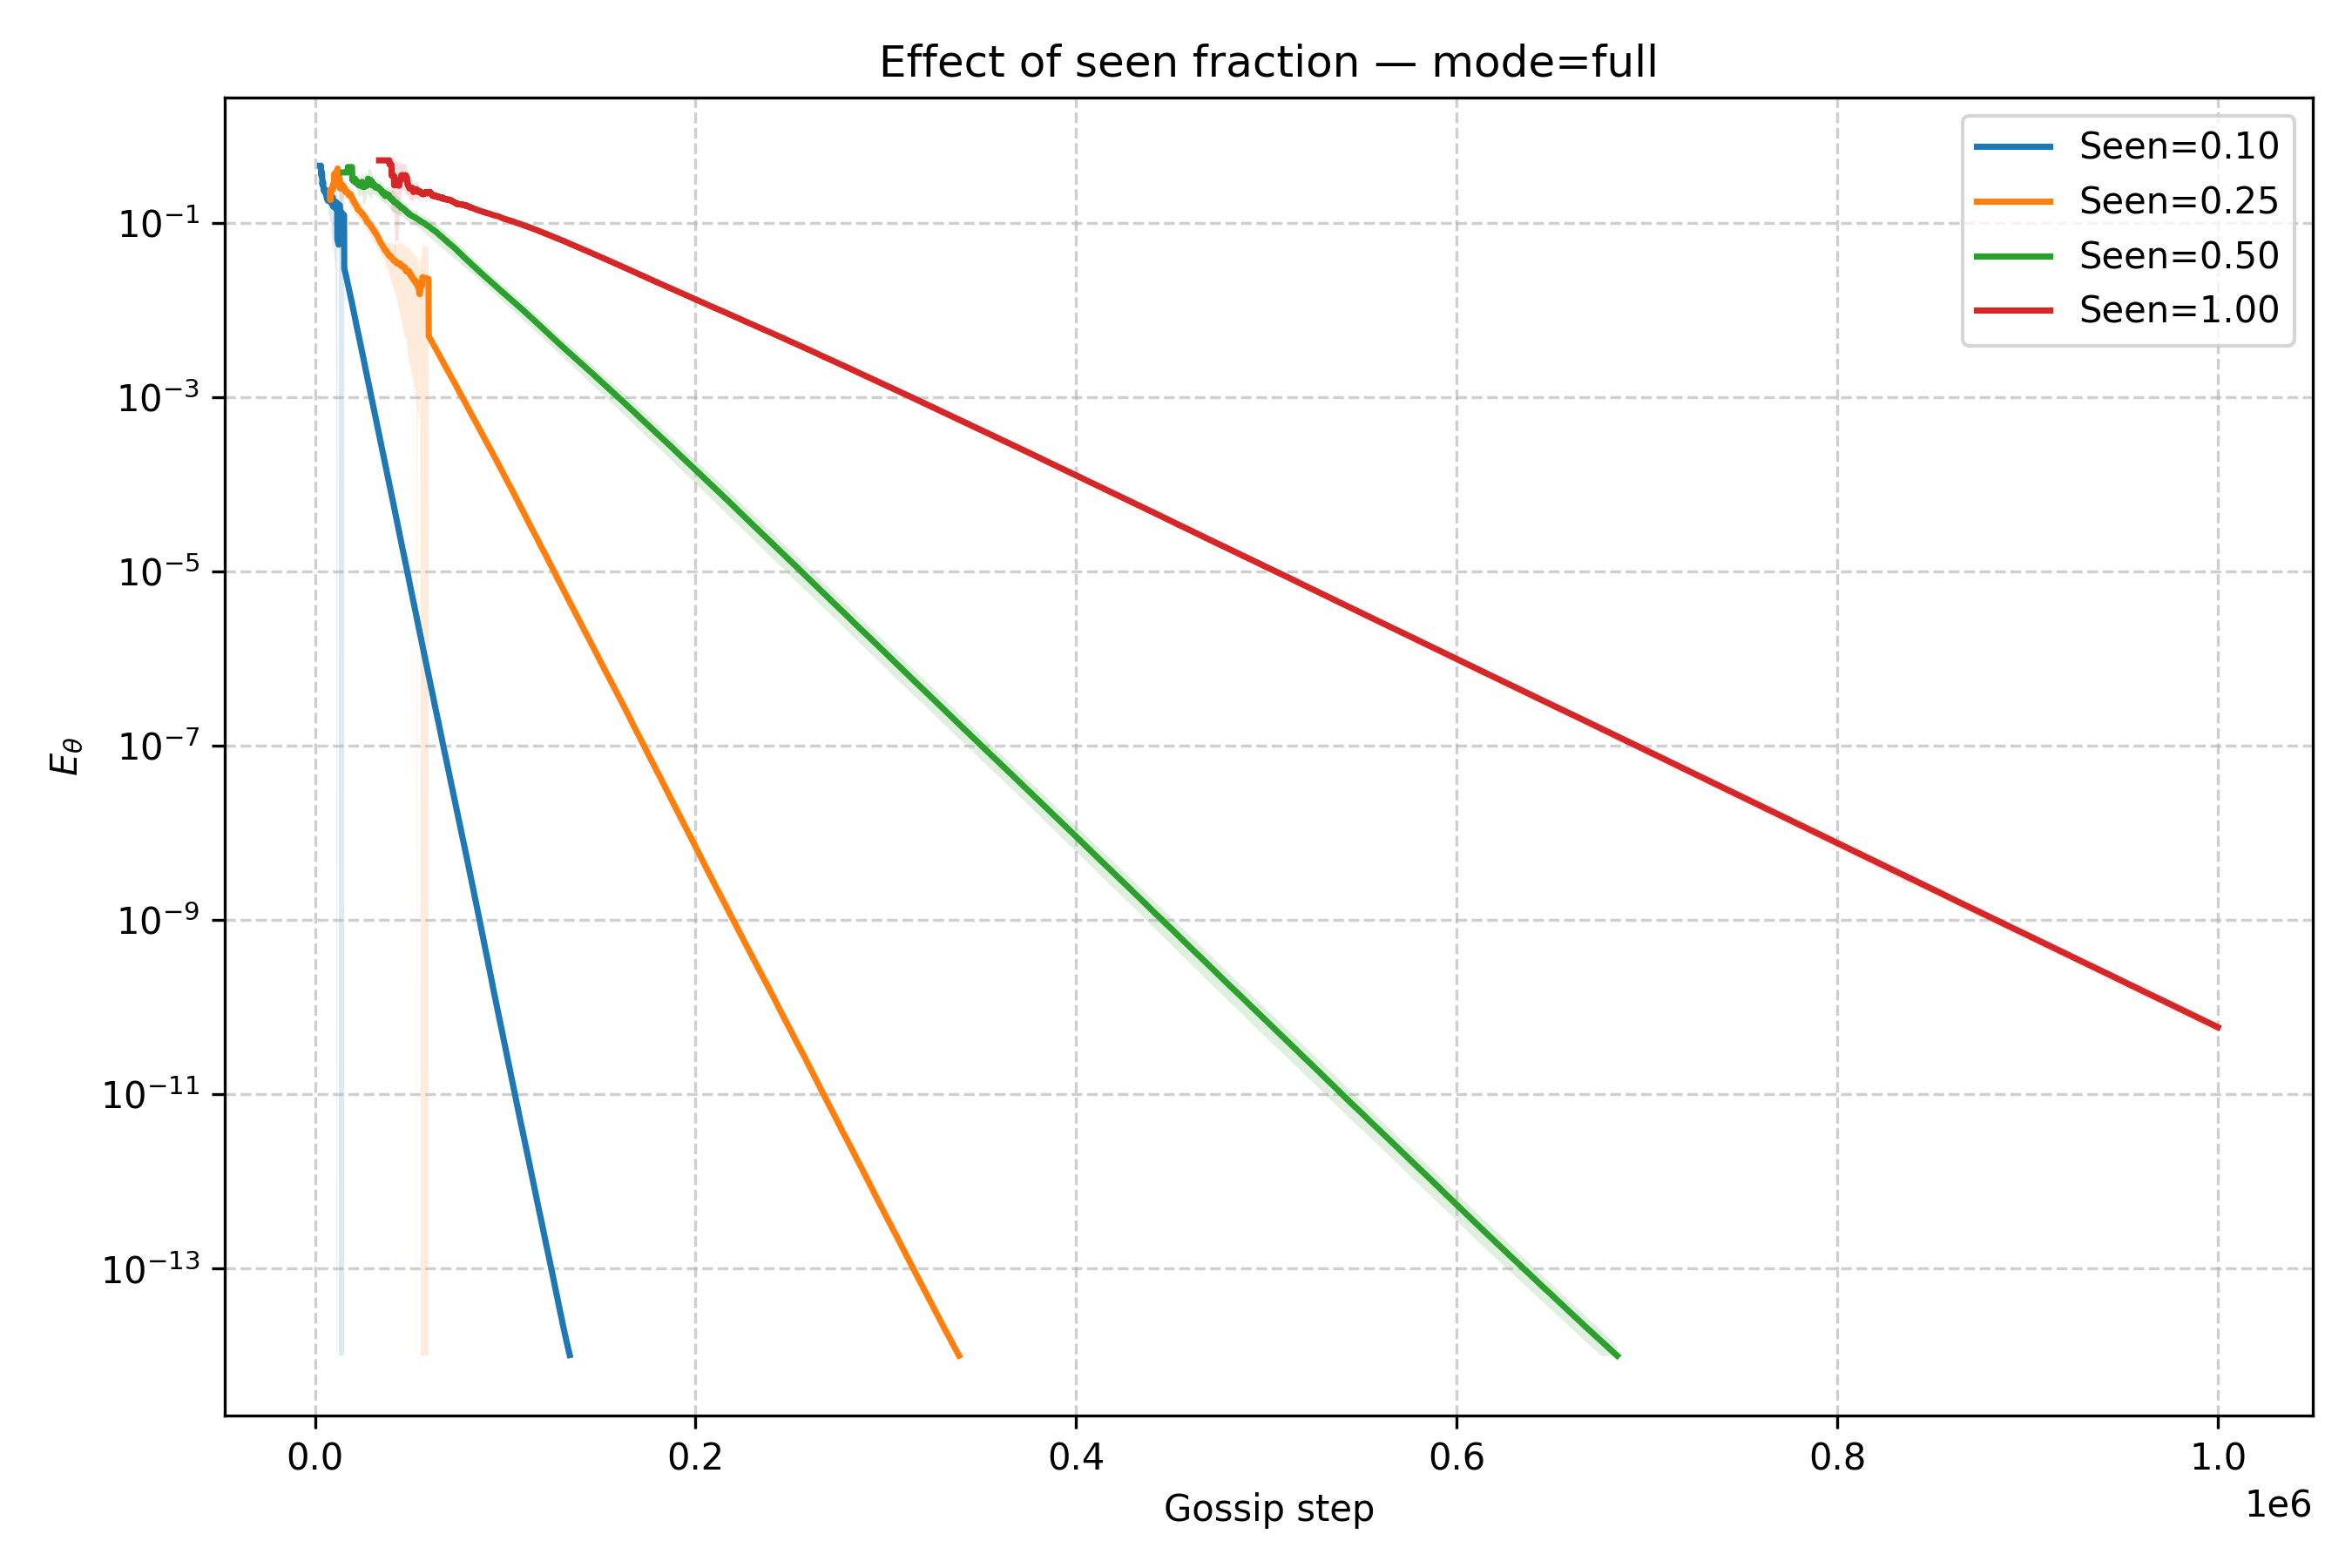 Effect of seen fraction — mode=full
Seen=0.10
Seen=0.25
Seen=0.50
Seen=1.00
10⁻¹
10⁻³
10⁻⁵
10⁻⁷
10⁻⁹
10⁻¹¹
10⁻¹³
E_θ
0.0 0.2 0.4 0.6 0.8 1.0
1e6
Gossip step